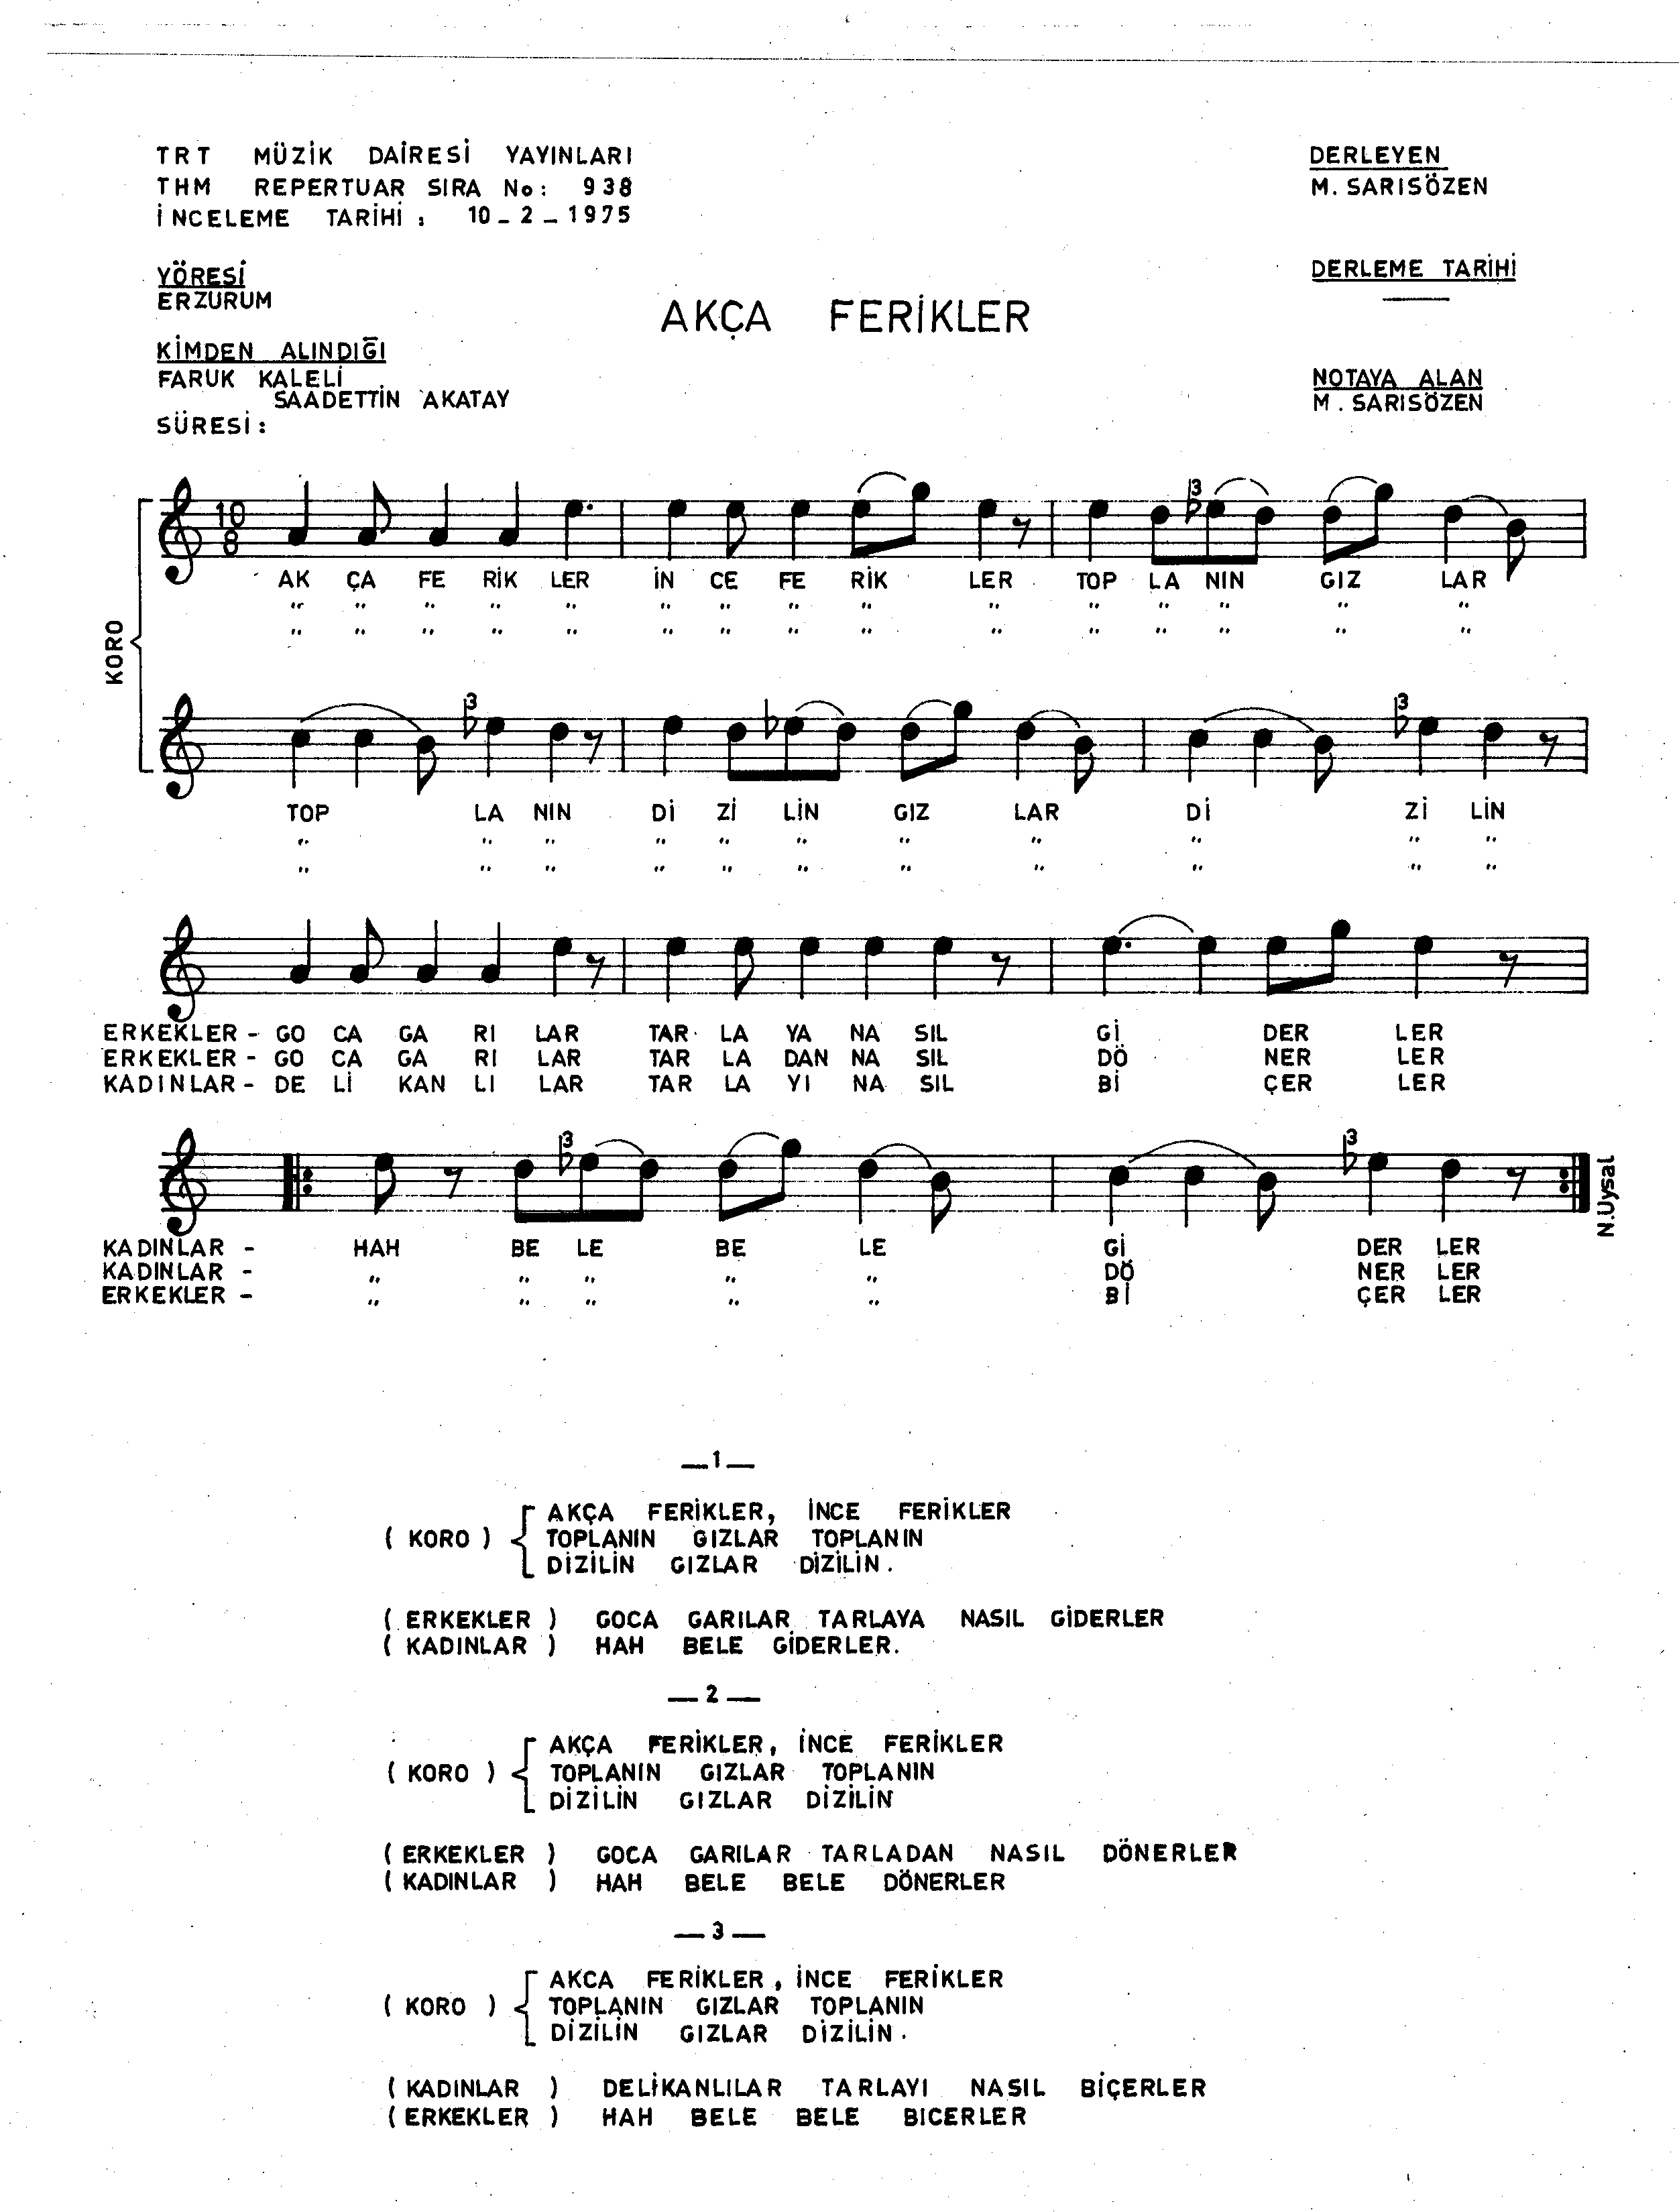 TRT MÜZİK DAİRESİ YAYINLARI
THM REPERTUAR SIRA No: 938
İNCELEME TARİHİ : 10_2_1975
DERLEYEN
M. SARISÖZEN
YÖRESİ
ERZURUM
DERLEME TARİHİ
AKÇA FERİKLER
KİMDEN ALINDIĞI
FARUK KALELİ
SAADETTİN AKATAY
SÜRESİ:
NOTAYA ALAN
M. SARISÖZEN
KORO
10
8
3
AK ÇA FE RİK LER İN CE FE RİK LER TOP LA NIN GIZ LAR
" " " " " " " " " " " " " " "
" " " " " " " " " " " " " " "
3 3
TOP LA NIN Dİ Zİ LİN GIZ LAR Dİ Zİ LİN
" " " " " " " " " " "
" " " " " " " " " " "
ERKEKLER - GO CA GA RI LAR TAR LA YA NA SIL Gİ DER LER
ERKEKLER - GO CA GA RI LAR TAR LA DAN NA SIL DÖ NER LER
KADINLAR - DE Lİ KAN LI LAR TAR LA YI NA SIL Bİ ÇER LER
3 3
N.Uysal
KADINLAR - HAH BE LE BE LE Gİ DER LER
KADINLAR - " " " " " DÖ NER LER
ERKEKLER - " " " " " Bİ ÇER LER
_1_
(KORO) AKÇA FERİKLER, İNCE FERİKLER
TOPLANIN GIZLAR TOPLANIN
DİZİLİN GIZLAR DİZİLİN.
(ERKEKLER) GOCA GARILAR TARLAYA NASIL GİDERLER
(KADINLAR) HAH BELE GİDERLER.
_2_
(KORO) AKÇA FERİKLER, İNCE FERİKLER
TOPLANIN GIZLAR TOPLANIN
DİZİLİN GIZLAR DİZİLİN
(ERKEKLER) GOCA GARILAR TARLADAN NASIL DÖNERLER
(KADINLAR) HAH BELE BELE DÖNERLER
_3_
(KORO) AKCA FERİKLER, İNCE FERİKLER
TOPLANIN GIZLAR TOPLANIN
DİZİLİN GIZLAR DİZİLİN.
(KADINLAR) DELİKANLILAR TARLAYI NASIL BİÇERLER
(ERKEKLER) HAH BELE BELE BICERLER